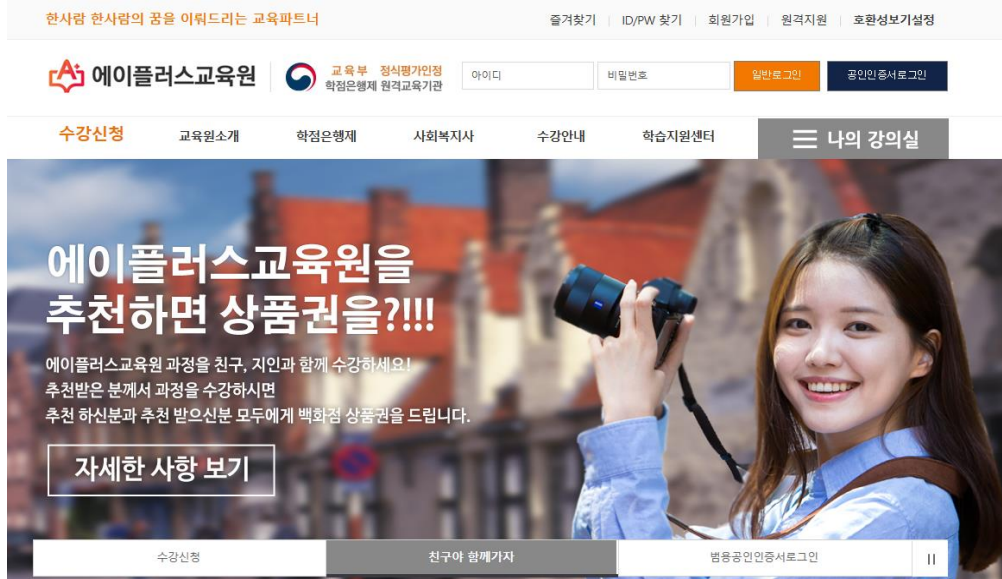 한사람 한사람의 꿈을 이뤄드리는 교육파트너
즐겨찾기 ID/PW 찾기 회원가입 원격지원 호환성보기설정
에이플러스교육원
교육부 정식평가인정
학점은행제 원격교육기관
아이디
비밀번호
일반로그인
공인인증서로그인
수강신청 교육원소개 학점은행제 사회복지사 수강안내 학습지원센터 나의 강의실
에이플러스교육원을
추천하면 상품권을?!!!
에이플러스교육원 과정을 친구, 지인과 함께 수강하세요!
추천받은 분께서 과정을 수강하시면
추천 하신분과 추천 받으신분 모두에게 백화점 상품권을 드립니다.
자세한 사항 보기
수강신청 친구야 함께가자 범용공인인증서로그인